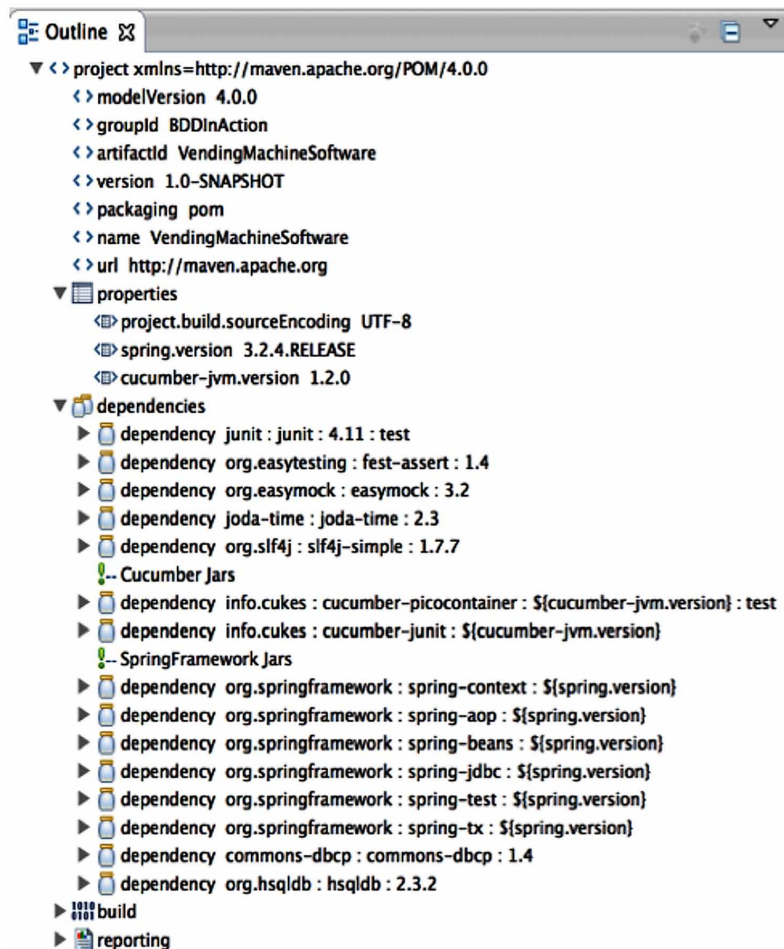 Outline
project xmlns=http://maven.apache.org/POM/4.0.0
modelVersion 4.0.0
groupId BDDInAction
artifactId VendingMachineSoftware
version 1.0-SNAPSHOT
packaging pom
name VendingMachineSoftware
url http://maven.apache.org
properties
project.build.sourceEncoding UTF-8
spring.version 3.2.4.RELEASE
cucumber-jvm.version 1.2.0
dependencies
dependency junit : junit : 4.11 : test
dependency org.easytesting : fest-assert : 1.4
dependency org.easymock : easymock : 3.2
dependency joda-time : joda-time : 2.3
dependency org.slf4j : slf4j-simple : 1.7.7
!-- Cucumber Jars
dependency info.cukes : cucumber-picocontainer : ${cucumber-jvm.version} : test
dependency info.cukes : cucumber-junit : ${cucumber-jvm.version}
!-- SpringFramework Jars
dependency org.springframework : spring-context : ${spring.version}
dependency org.springframework : spring-aop : ${spring.version}
dependency org.springframework : spring-beans : ${spring.version}
dependency org.springframework : spring-jdbc : ${spring.version}
dependency org.springframework : spring-test : ${spring.version}
dependency org.springframework : spring-tx : ${spring.version}
dependency commons-dbcp : commons-dbcp : 1.4
dependency org.hsqldb : hsqldb : 2.3.2
build
reporting